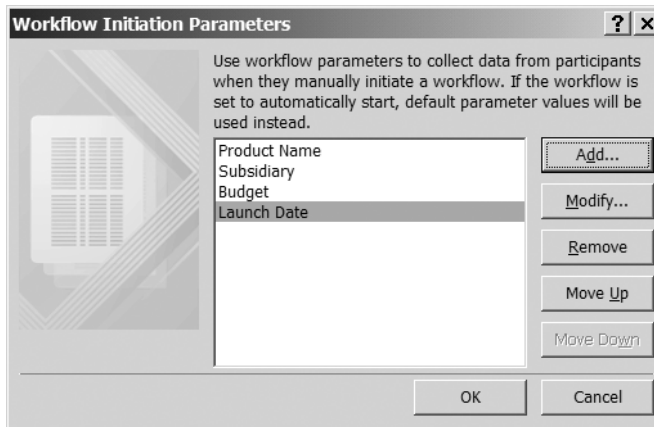 Workflow Initiation Parameters ? ×
Use workflow parameters to collect data from participants
when they manually initiate a workflow. If the workflow is
set to automatically start, default parameter values will be
used instead.
Product Name
Subsidiary
Budget
Launch Date
Add...
Modify...
Remove
Move Up
Move Down
OK
Cancel